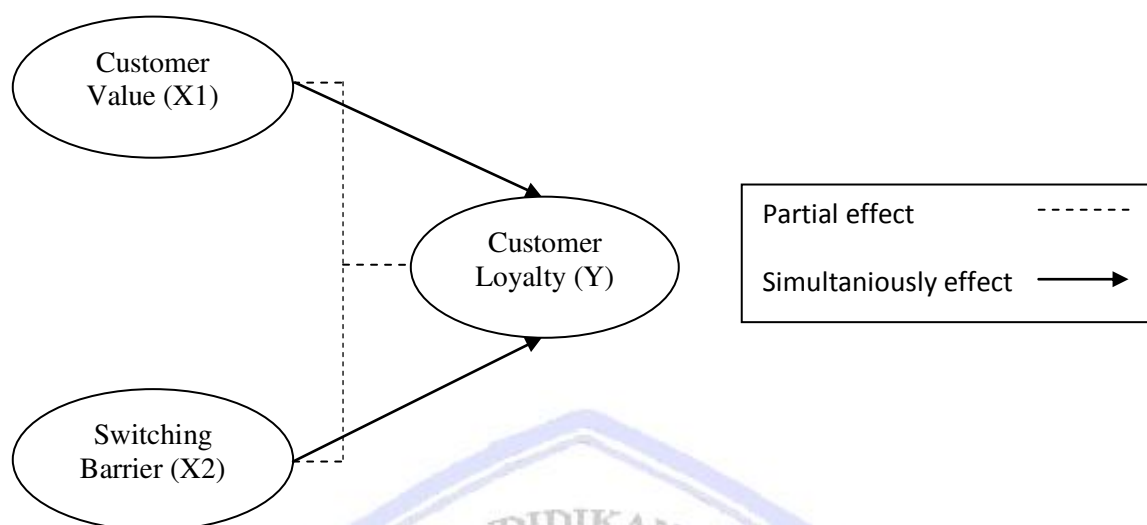 Customer
Value (X1)
Partial effect
Customer
Loyalty (Y)
Simultaniously effect
Switching
Barrier (X2)